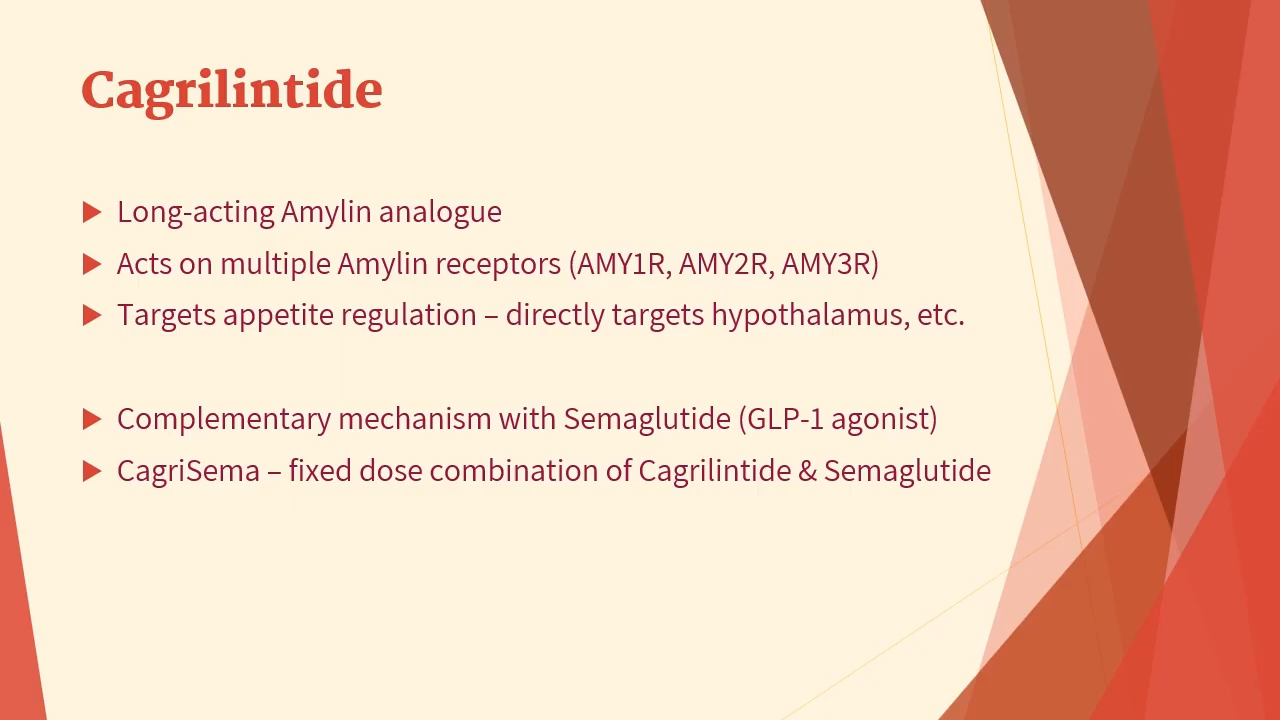 Cagrilintide
Long-acting Amylin analogue
Acts on multiple Amylin receptors (AMY1R, AMY2R, AMY3R)
Targets appetite regulation – directly targets hypothalamus, etc.
Complementary mechanism with Semaglutide (GLP-1 agonist)
CagriSema – fixed dose combination of Cagrilintide & Semaglutide